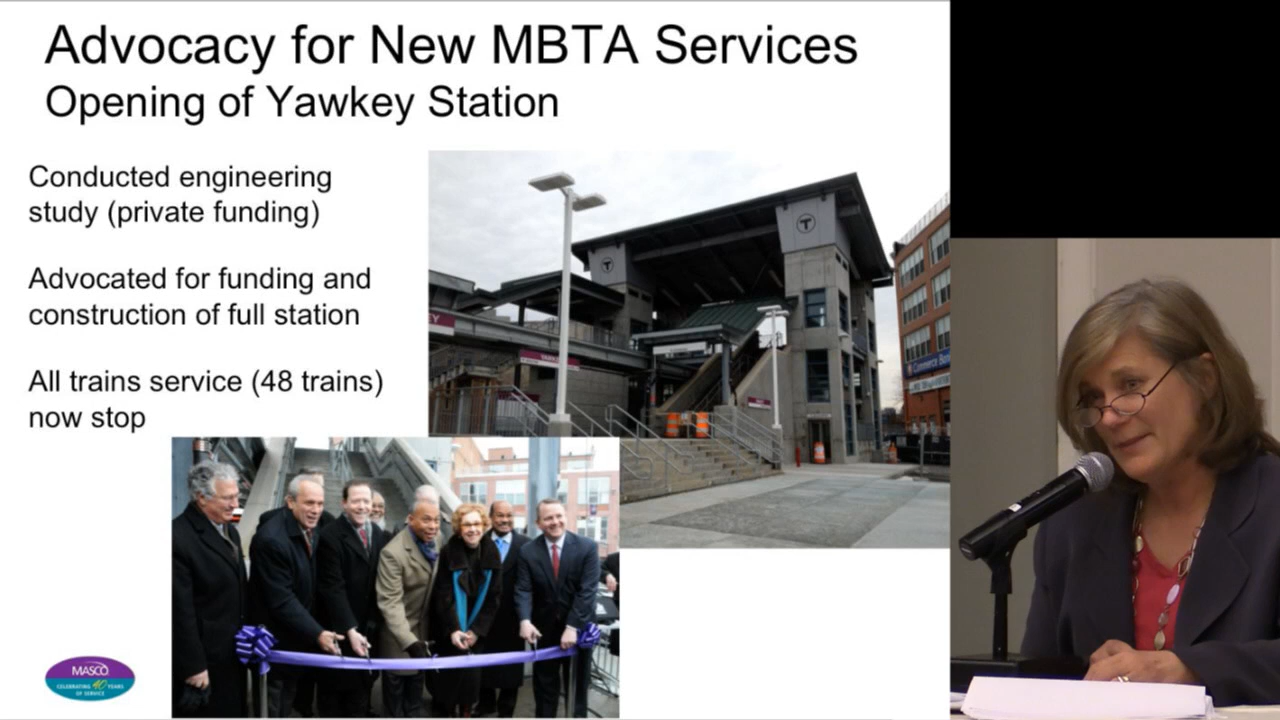 Advocacy for New MBTA Services
Opening of Yawkey Station
Conducted engineering
study (private funding)
Advocated for funding and
construction of full station
All trains service (48 trains)
now stop
T
T
MASCO
CELEBRATING 40 YEARS
OF SERVICE